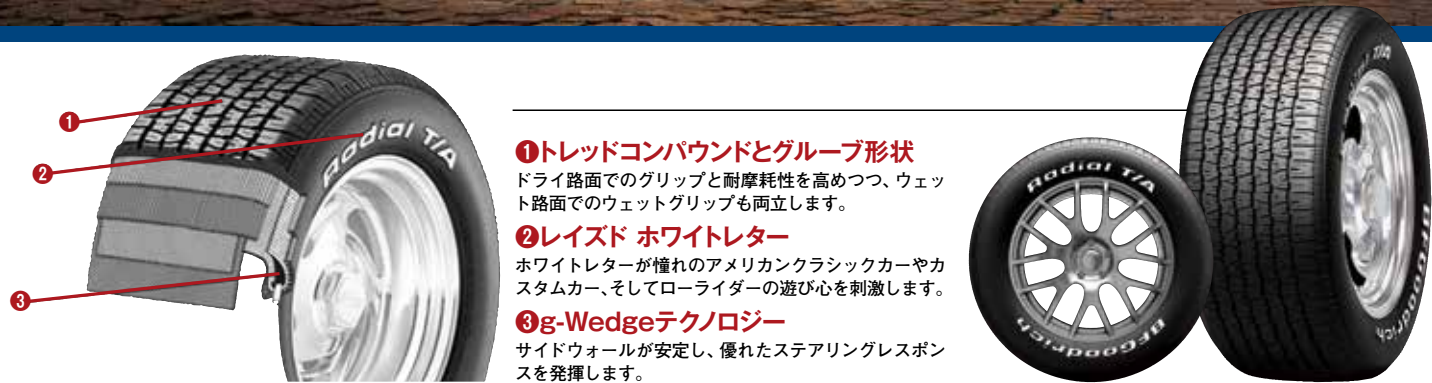 ❶
❷
❸
Radial T/A
❶トレッドコンパウンドとグルーブ形状
ドライ路面でのグリップと耐摩耗性を高めつつ、ウェッ
ト路面でのウェットグリップも両立します。
❷レイズド ホワイトレター
ホワイトレターが憧れのアメリカンクラシックカーやカ
スタムカー、そしてローライダーの遊び心を刺激します。
❸g-Wedgeテクノロジー
サイドウォールが安定し、優れたステアリングレスポン
スを発揮します。
Radial T/A
BFGoodrich
Radial T/A
BFGoodrich